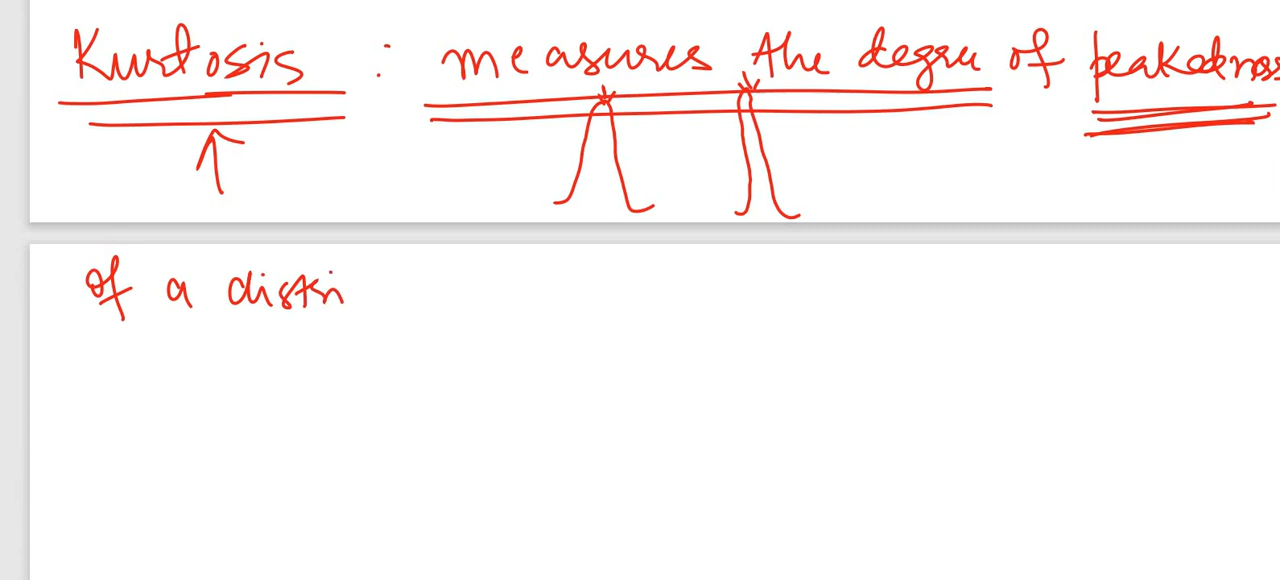 Kurtosis : measures the degree of peakedness
of a distri